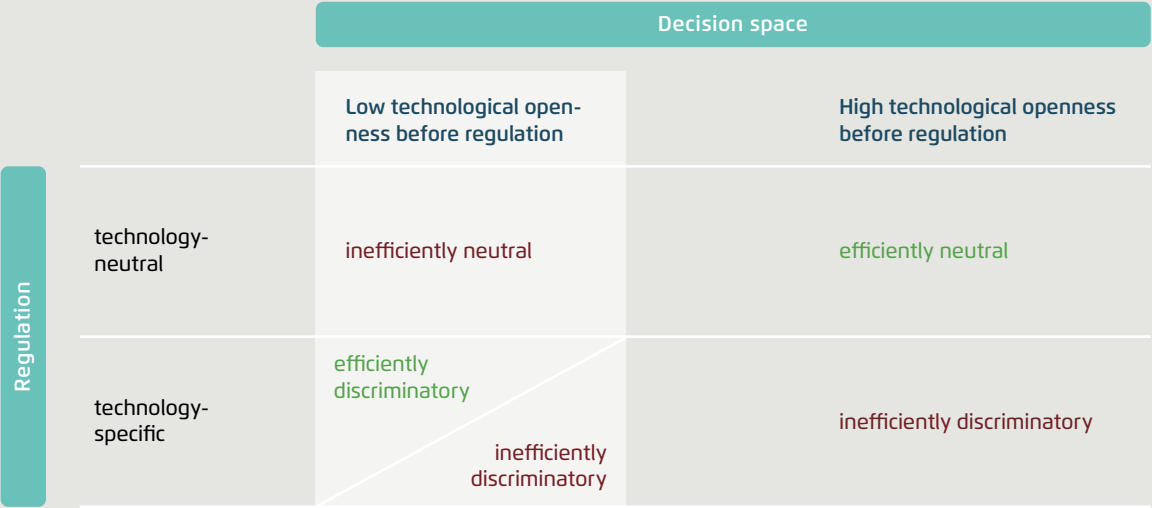 Decision space
Low technological open-
ness before regulation
High technological openness
before regulation
Regulation
technology-
neutral
inefficiently neutral
efficiently neutral
technology-
specific
efficiently
discriminatory
inefficiently
discriminatory
inefficiently discriminatory